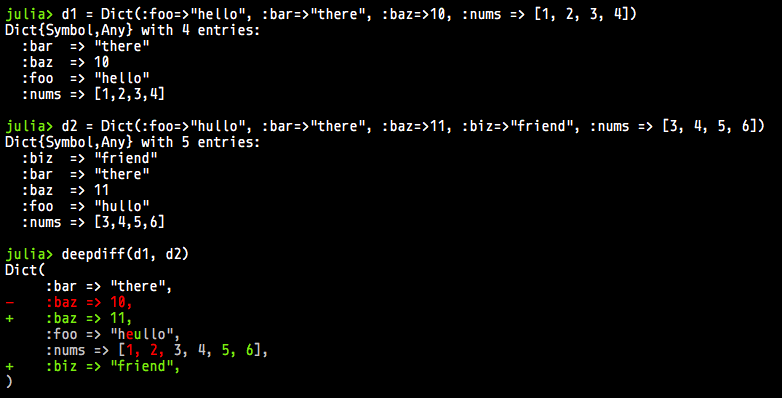 julia> d1 = Dict(:foo=>"hello", :bar=>"there", :baz=>10, :nums => [1, 2, 3, 4])
Dict{Symbol,Any} with 4 entries:
  :bar  => "there"
  :baz  => 10
  :foo  => "hello"
  :nums => [1,2,3,4]
julia> d2 = Dict(:foo=>"hullo", :bar=>"there", :baz=>11, :biz=>"friend", :nums => [3, 4, 5, 6])
Dict{Symbol,Any} with 5 entries:
  :biz  => "friend"
  :bar  => "there"
  :baz  => 11
  :foo  => "hullo"
  :nums => [3,4,5,6]
julia> deepdiff(d1, d2)
Dict(
     :bar => "there",
-    :baz => 10,
+    :baz => 11,
     :foo => "heullo",
     :nums => [1, 2, 3, 4, 5, 6],
+    :biz => "friend",
)